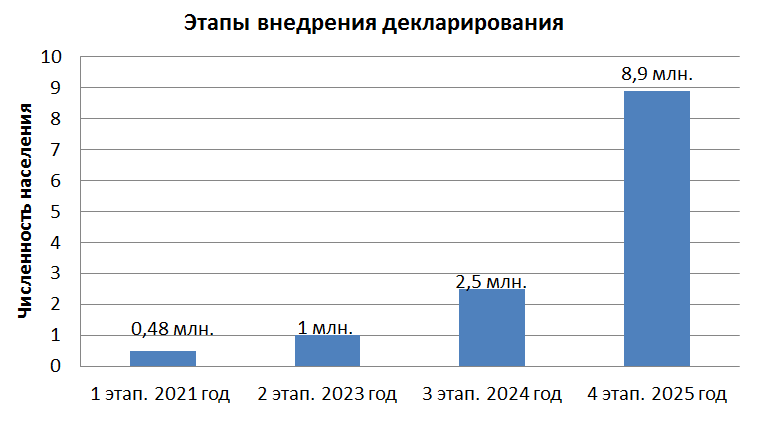 Этапы внедрения декларирования
Численность населения
10
9
8
7
6
5
4
3
2
1
0
0,48 млн.
1 млн.
2,5 млн.
8,9 млн.
1 этап. 2021 год
2 этап. 2023 год
3 этап. 2024 год
4 этап. 2025 год